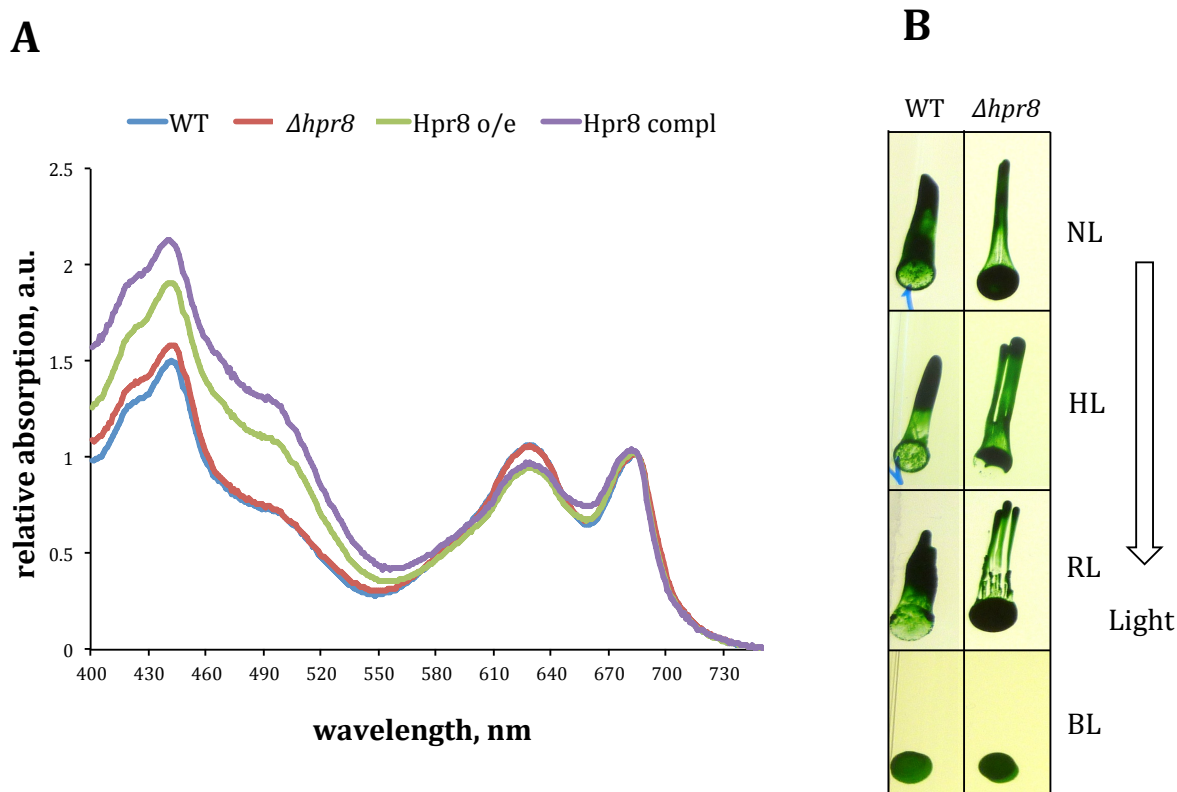 A
B
WT Δhpr8 Hpr8 o/e Hpr8 compl
relative absorption, a.u.
2.5
2
1.5
1
0.5
0
400 430 460 490 520 550 580 610 640 670 700 730
wavelength, nm
WT Δhpr8
NL
HL
RL
Light
BL